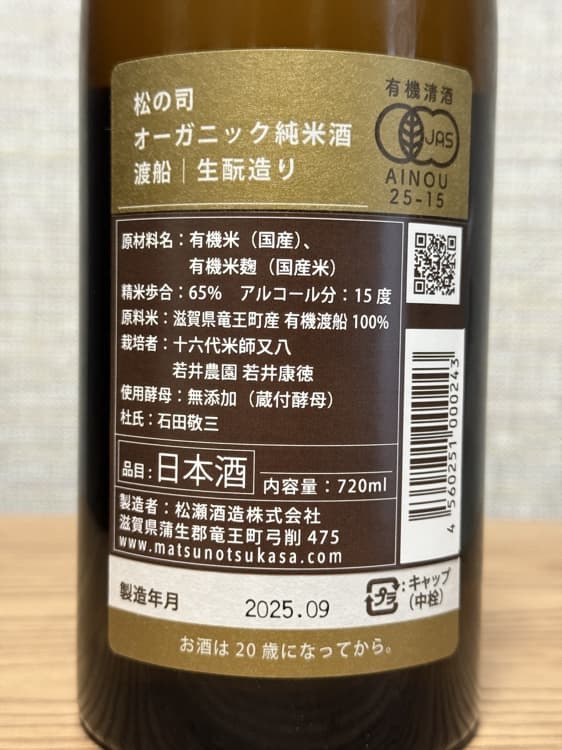 松の司
オーガニック純米酒
渡船｜生酛造り
有機清酒
JAS
AINOU
25-15
原材料名：有機米（国産）、
有機米麹（国産米）
精米歩合：65%　アルコール分：15度
原料米：滋賀県竜王町産 有機渡船 100%
栽培者：十六代米師又八
若井農園 若井康徳
使用酵母：無添加（蔵付酵母）
杜氏：石田敬三
品目：日本酒
内容量：720ml
製造者：松瀬酒造株式会社
滋賀県蒲生郡竜王町弓削 475
www.matsunotsukasa.com
4 560251 000243
製造年月 2025.09
プラ
：キャップ
（中栓）
お酒は20歳になってから。